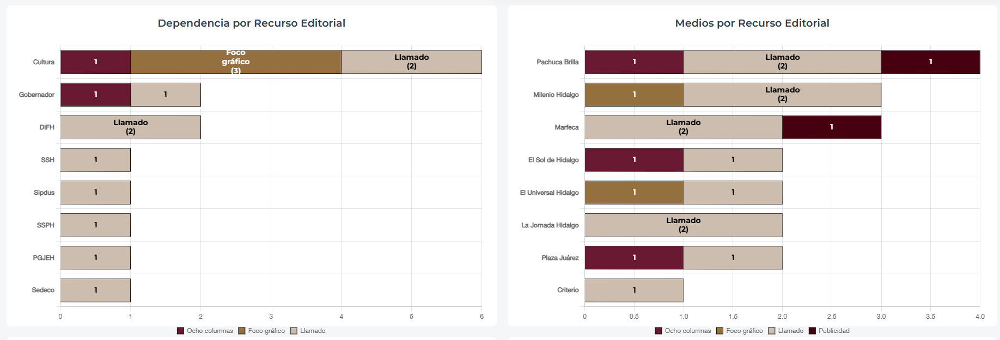 Dependencia por Recurso Editorial
Cultura
1
Foco
gráfico
(3)
Llamado
(2)
Gobernador
1
1
DIFH
Llamado
(2)
SSH
1
Sipdus
1
SSPH
1
PGJEH
1
Sedeco
1
0 1 2 3 4 5 6
Ocho columnas Foco gráfico Llamado
Medios por Recurso Editorial
Pachuca Brilla
1
Llamado
(2)
1
Milenio Hidalgo
1
Llamado
(2)
Marfeca
Llamado
(2)
1
El Sol de Hidalgo
1
1
El Universal Hidalgo
1
1
La Jornada Hidalgo
Llamado
(2)
Plaza Juárez
1
1
Criterio
1
0 0.5 1.0 1.5 2.0 2.5 3.0 3.5 4.0
Ocho columnas Foco gráfico Llamado Publicidad